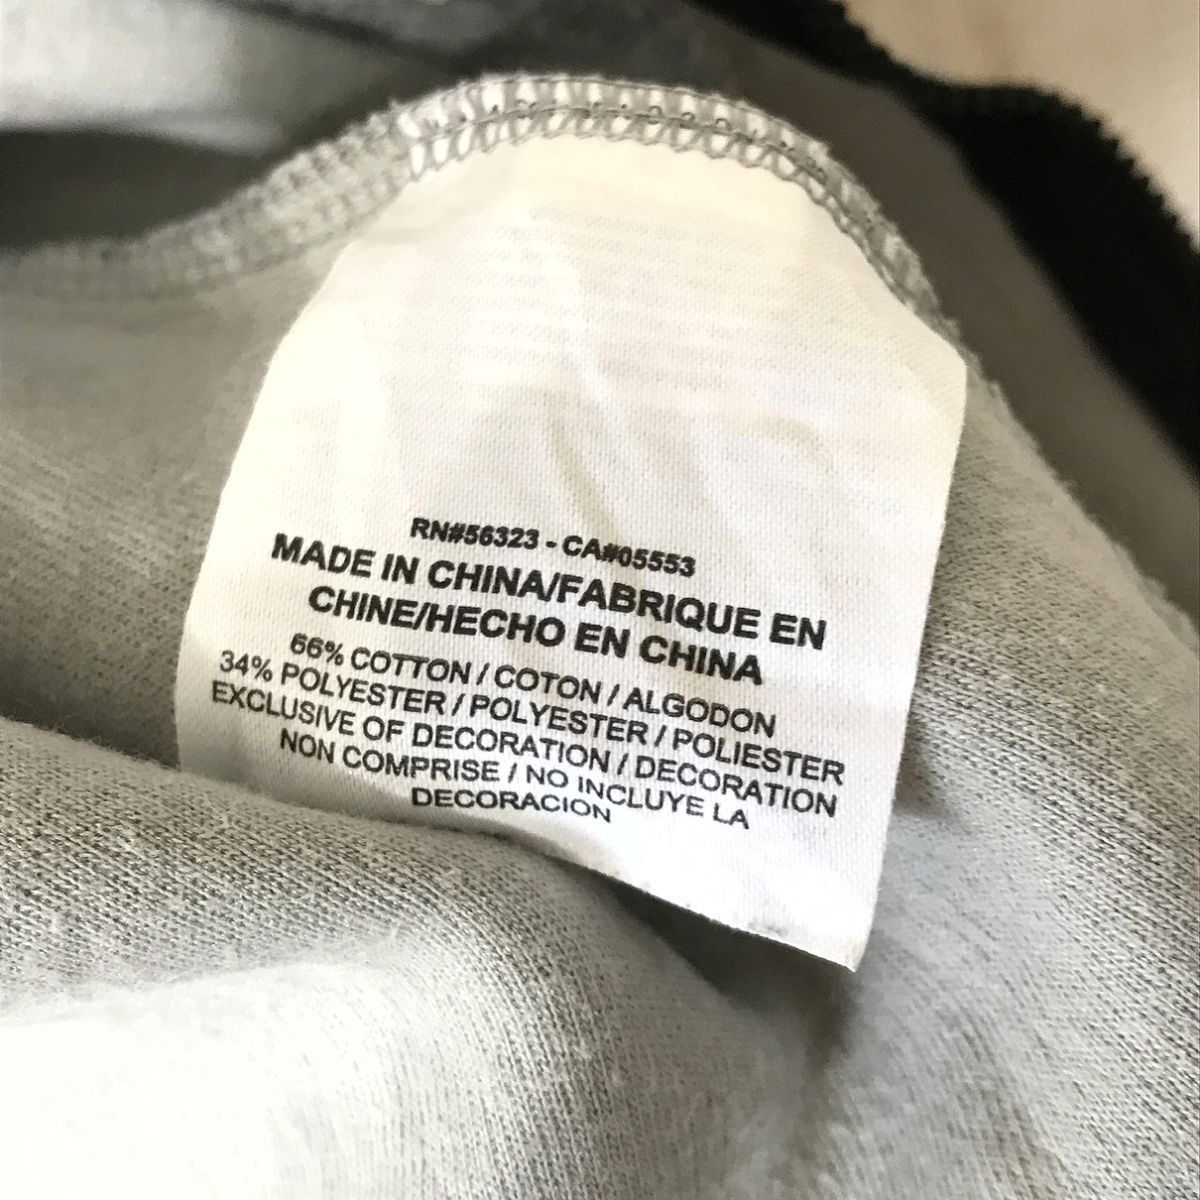 RN#56323 - CA#05553
MADE IN CHINA/FABRIQUE EN
CHINE/HECHO EN CHINA
66% COTTON / COTON / ALGODON
34% POLYESTER / POLYESTER / POLIESTER
EXCLUSIVE OF DECORATION / DECORATION
NON COMPRISE / NO INCLUYE LA
DECORACION